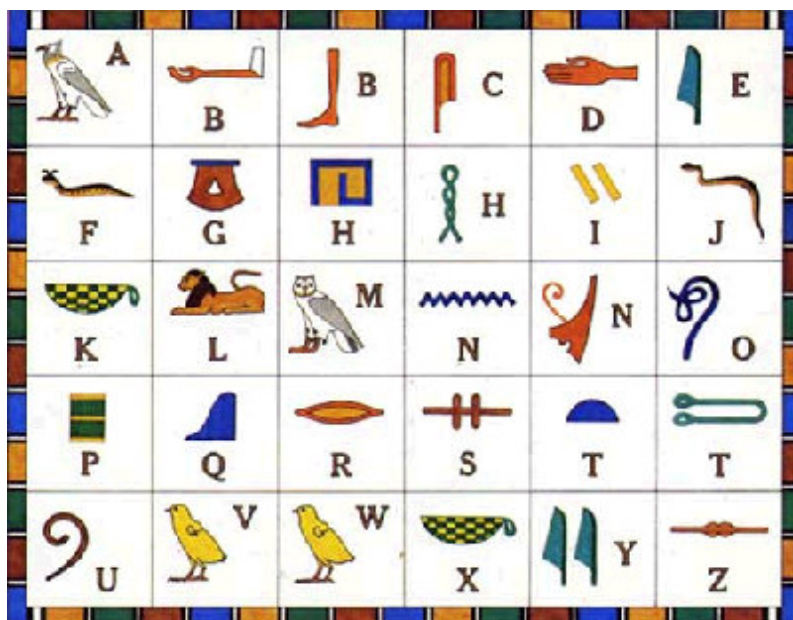 A B B C D E
F G H H I J
K L M N N O
P Q R S T T
U V W X Y Z